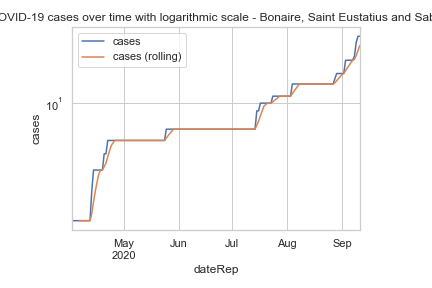 OVID-19 cases over time with logarithmic scale - Bonaire, Saint Eustatius and Sab
cases
cases (rolling)
10¹
cases
May
2020
Jun
Jul
Aug
Sep
dateRep